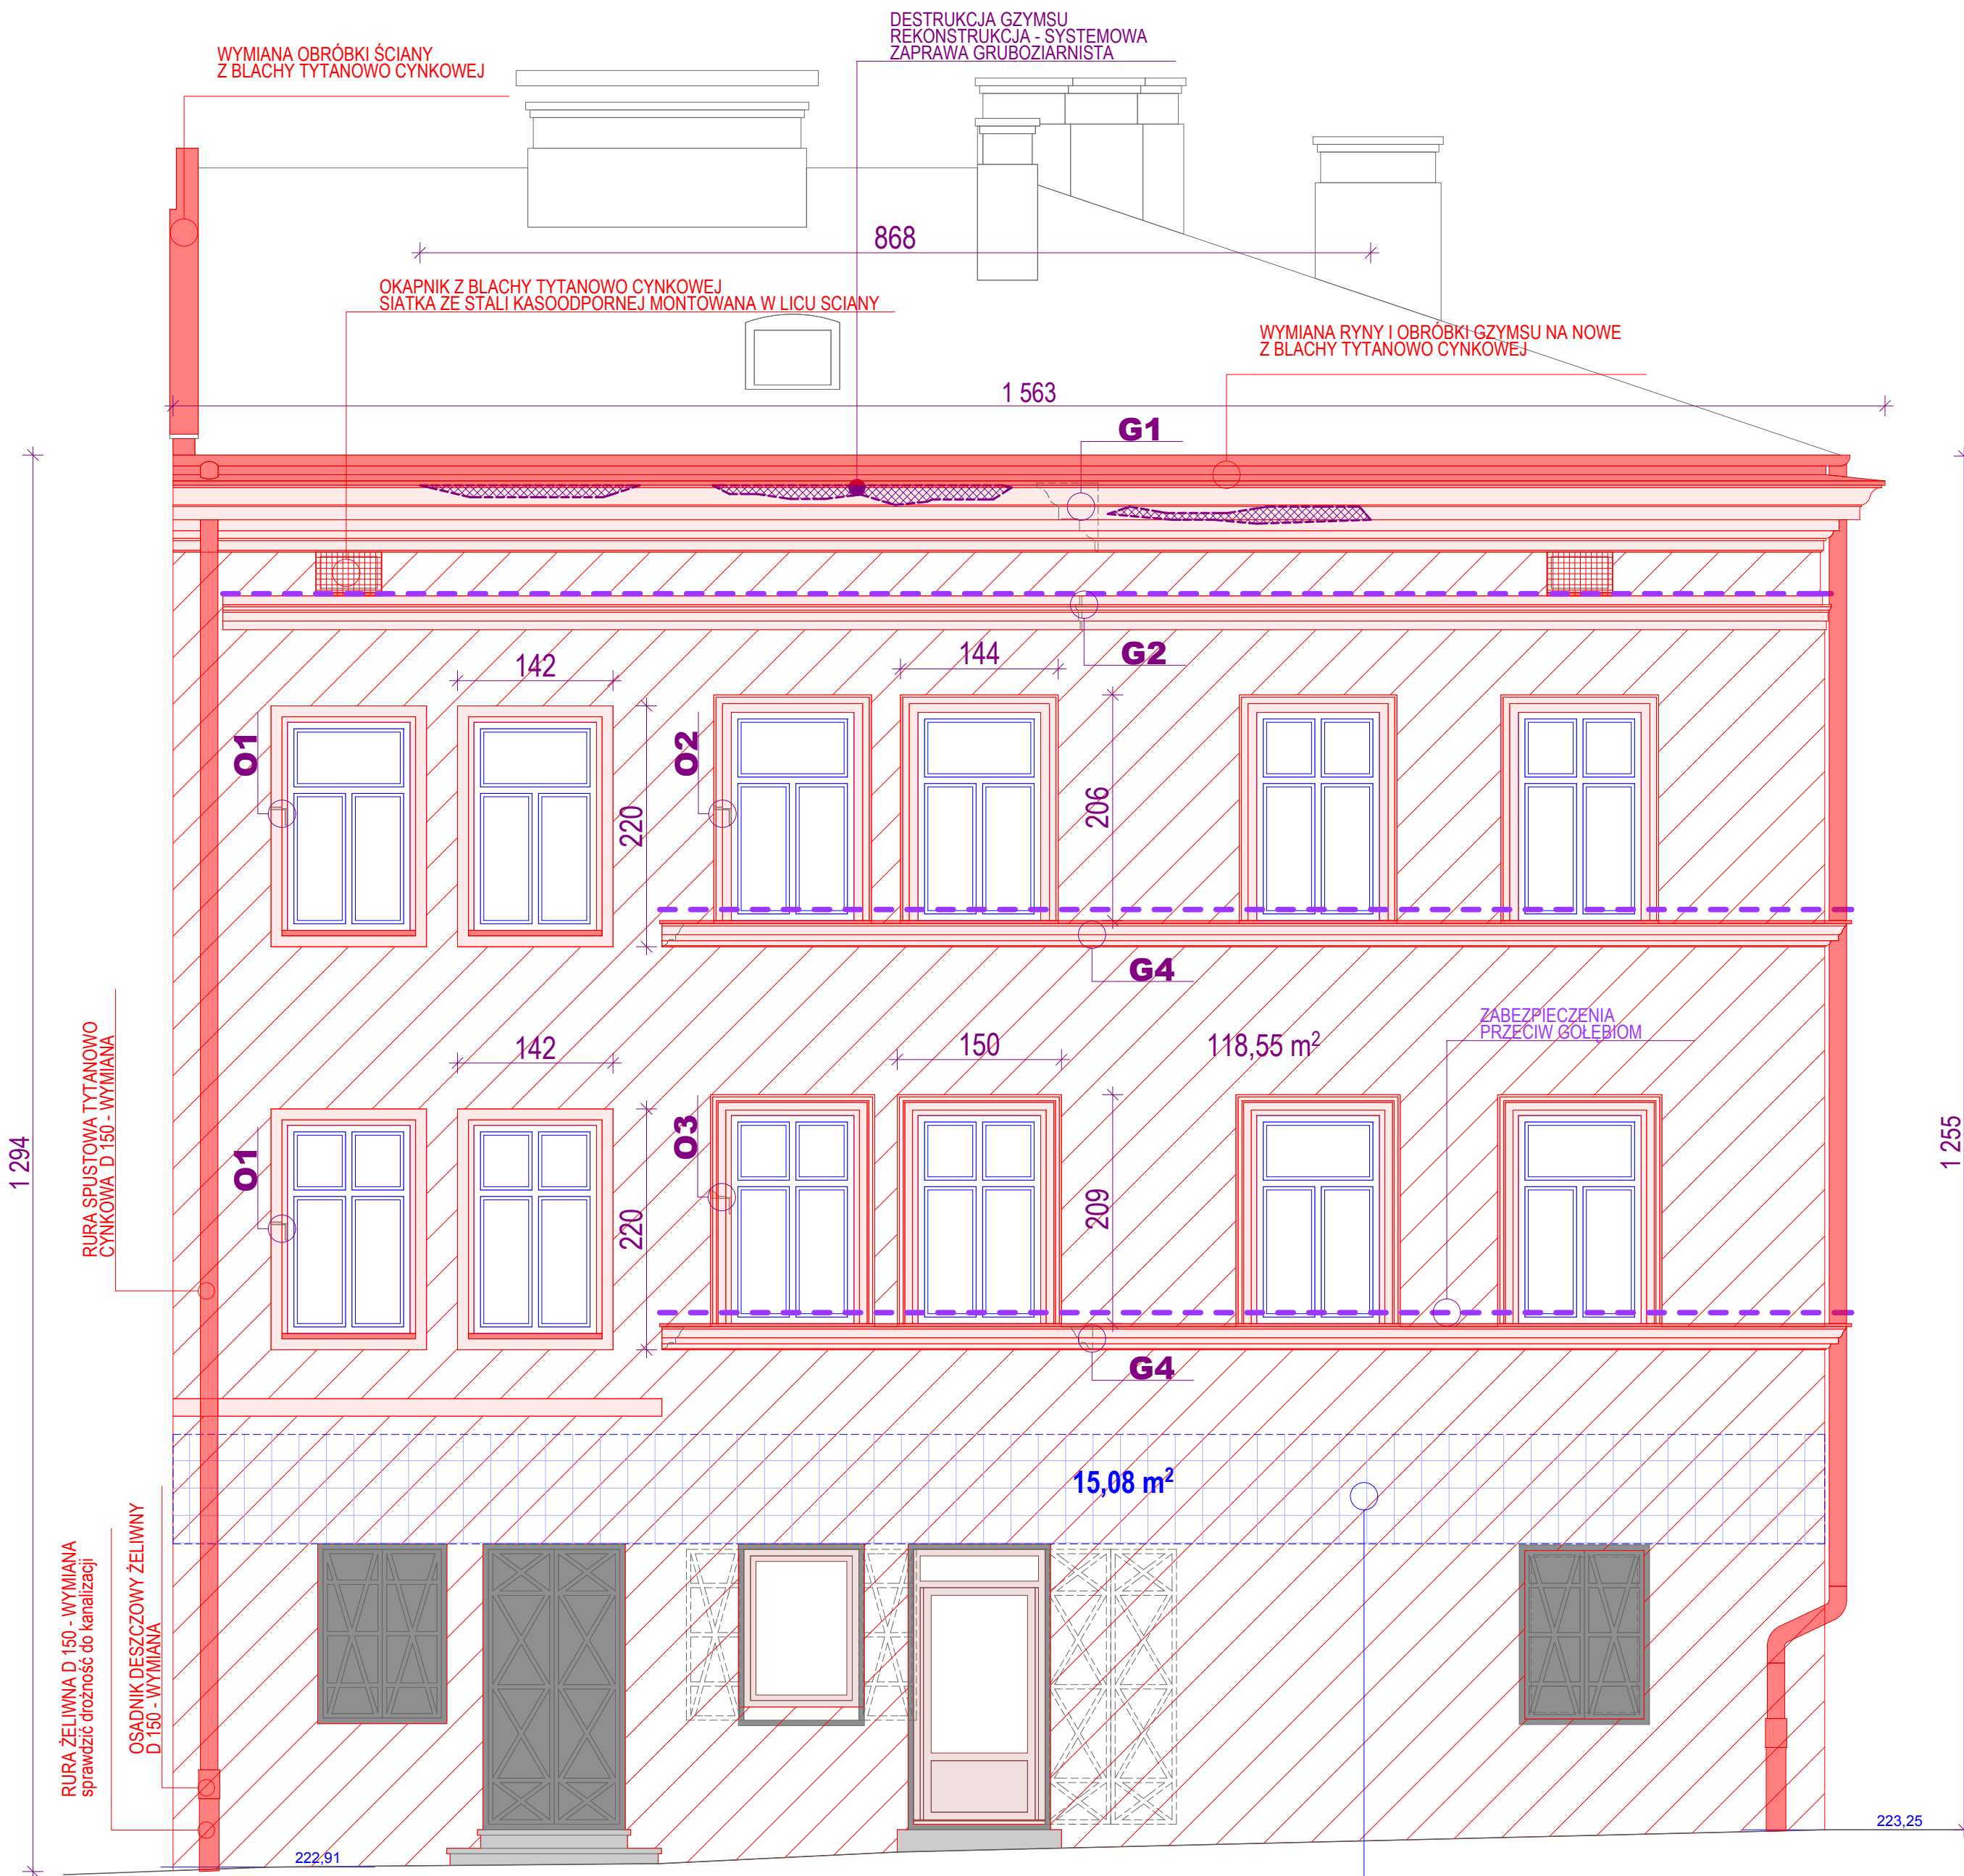 DESTRUKCJA GZYMSU
REKONSTRUKCJA - SYSTEMOWA
ZAPRAWA GRUBOZIARNISTA
WYMIANA OBRÓBKI ŚCIANY
Z BLACHY TYTANOWO CYNKOWEJ
868
OKAPNIK Z BLACHY TYTANOWO CYNKOWEJ
SIATKA ZE STALI KASOODPORNEJ MONTOWANA W LICU SCIANY
WYMIANA RYNY I OBRÓBKI GZYMSU NA NOWE
Z BLACHY TYTANOWO CYNKOWEJ
1 563
G1
G2
142
144
O1
O2
220
206
G4
ZABEZPIECZENIA
PRZECIW GOŁĘBIOM
142
150
118,55 m²
RURA SPUSTOWA TYTANOWO
CYNKOWA D 150 - WYMIANA
1 294
1 255
O1
O3
220
209
G4
15,08 m²
RURA ŻELIWNA D 150 - WYMIANA
sprawdzić drożność do kanalizacji
OSADNIK DESZCZOWY ŻELIWNY
D 150 - WYMIANA
222,91
223,25